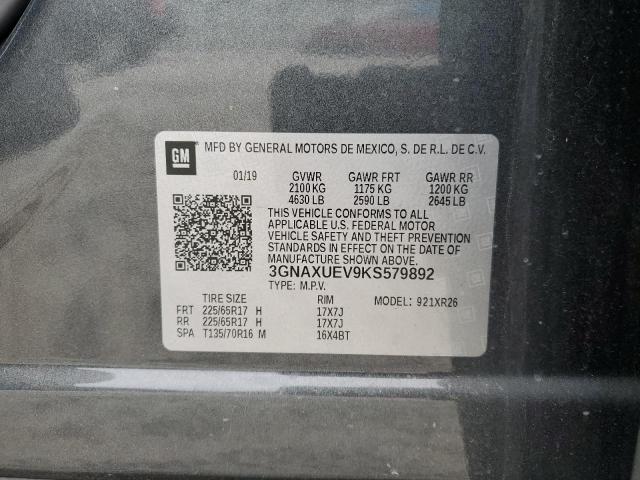 GM
MFD BY GENERAL MOTORS DE MEXICO, S. DE R.L. DE C.V.
01/19 GVWR GAWR FRT GAWR RR
2100 KG 1175 KG 1200 KG
4630 LB 2590 LB 2645 LB
THIS VEHICLE CONFORMS TO ALL
APPLICABLE U.S. FEDERAL MOTOR
VEHICLE SAFETY AND THEFT PREVENTION
STANDARDS IN EFFECT ON THE DATE OF
MANUFACTURE SHOWN ABOVE.
3GNAXUEV9KS579892
TYPE: M.P.V.
TIRE SIZE RIM MODEL: 921XR26
FRT 225/65R17 H 17X7J
RR 225/65R17 H 17X7J
SPA T135/70R16 M 16X4BT